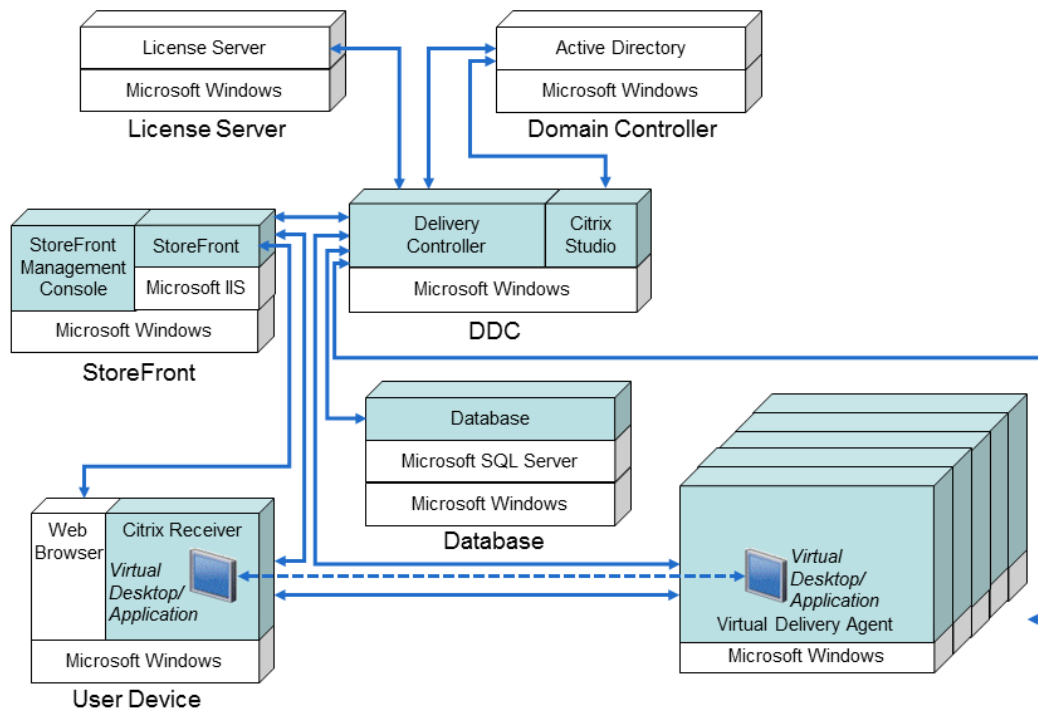 License Server
Microsoft Windows
License Server
Active Directory
Microsoft Windows
Domain Controller
StoreFront
Management
Console
StoreFront
Microsoft IIS
Microsoft Windows
StoreFront
Delivery
Controller
Citrix
Studio
Microsoft Windows
DDC
Database
Microsoft SQL Server
Microsoft Windows
Database
Web
Browser
Citrix Receiver
Virtual
Desktop/
Application
Microsoft Windows
User Device
Virtual
Desktop/
Application
Virtual Delivery Agent
Microsoft Windows